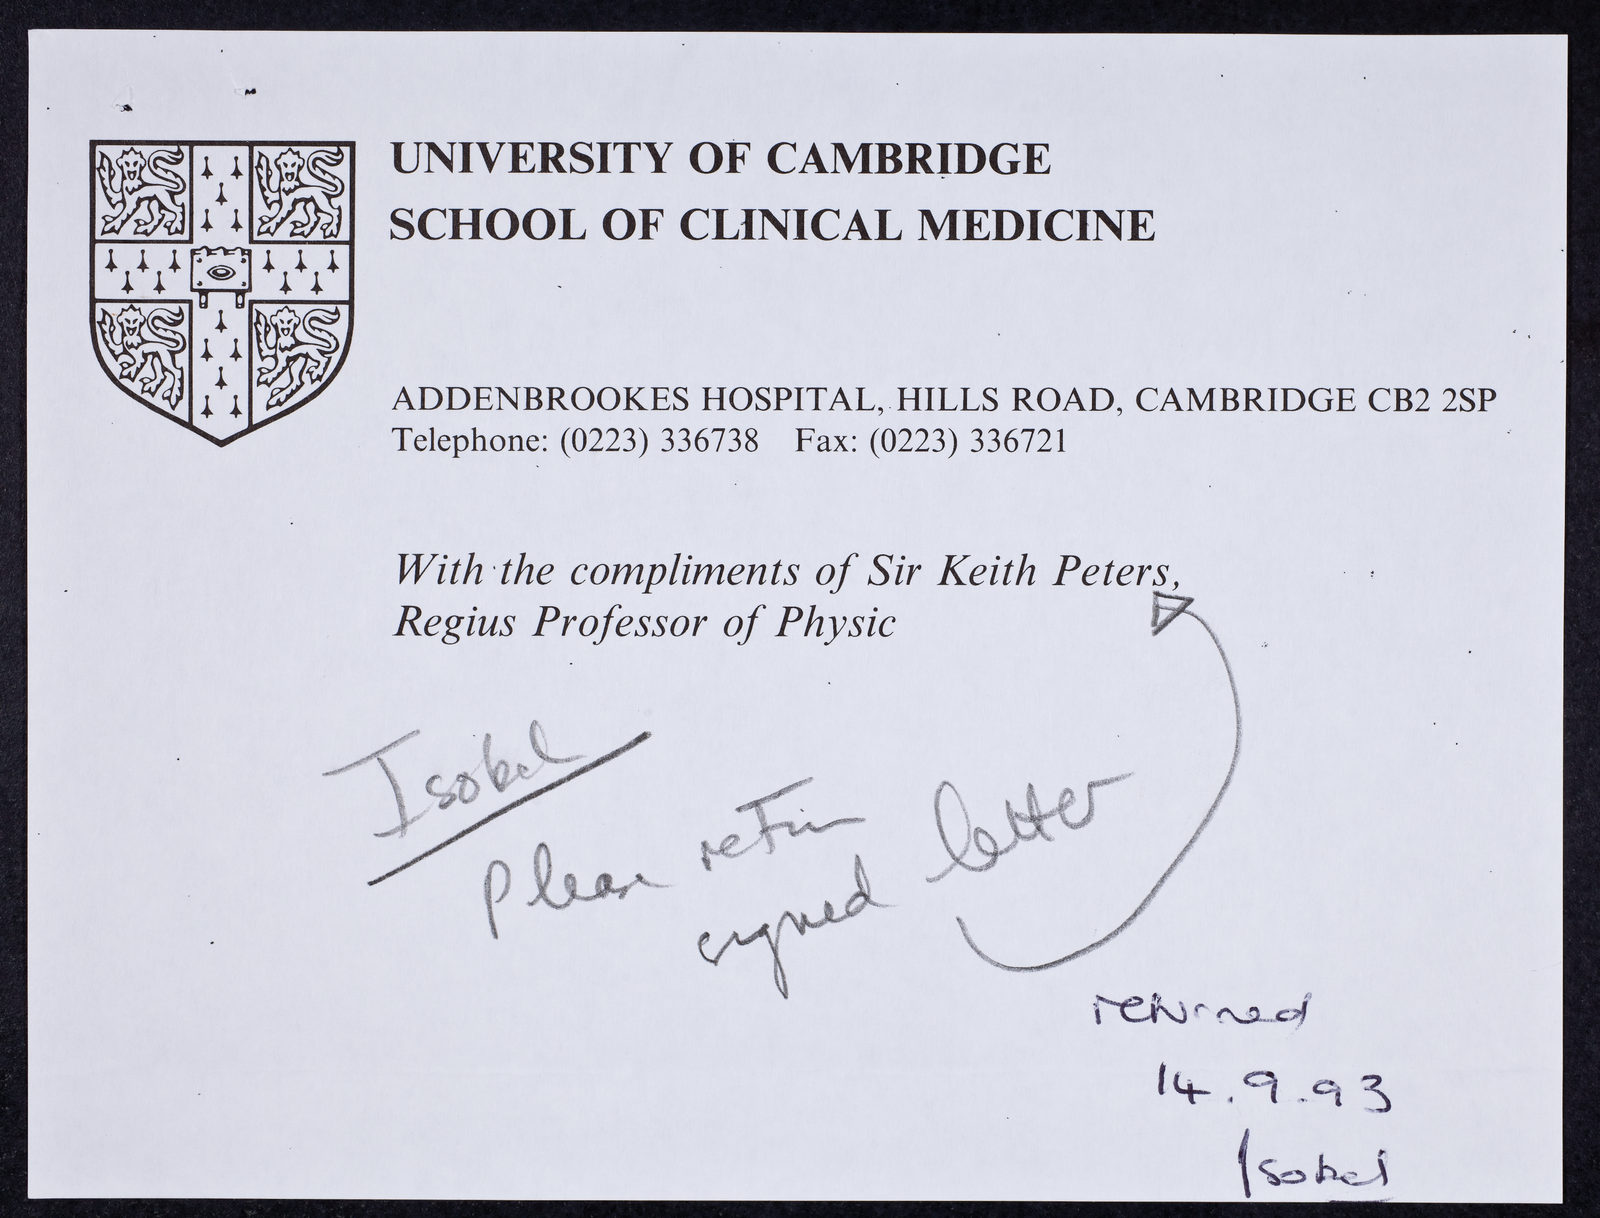 UNIVERSITY OF CAMBRIDGE
SCHOOL OF CLINICAL MEDICINE
ADDENBROOKES HOSPITAL, HILLS ROAD, CAMBRIDGE CB2 2SP
Telephone: (0223) 336738 Fax: (0223) 336721
With the compliments of Sir Keith Peters,
Regius Professor of Physic
Isobel
Please return
signed letter
returned
14.9.93
Isobel